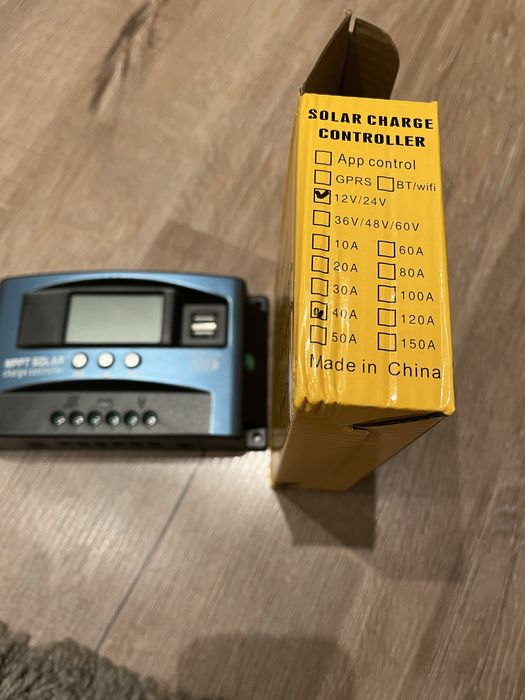 SOLAR CHARGE
CONTROLLER
App control
GPRS BT/wifi
12V/24V
36V/48V/60V
10A 60A
20A 80A
30A 100A
40A 120A
50A 150A
Made in China
MPPT SOLAR
charge controller